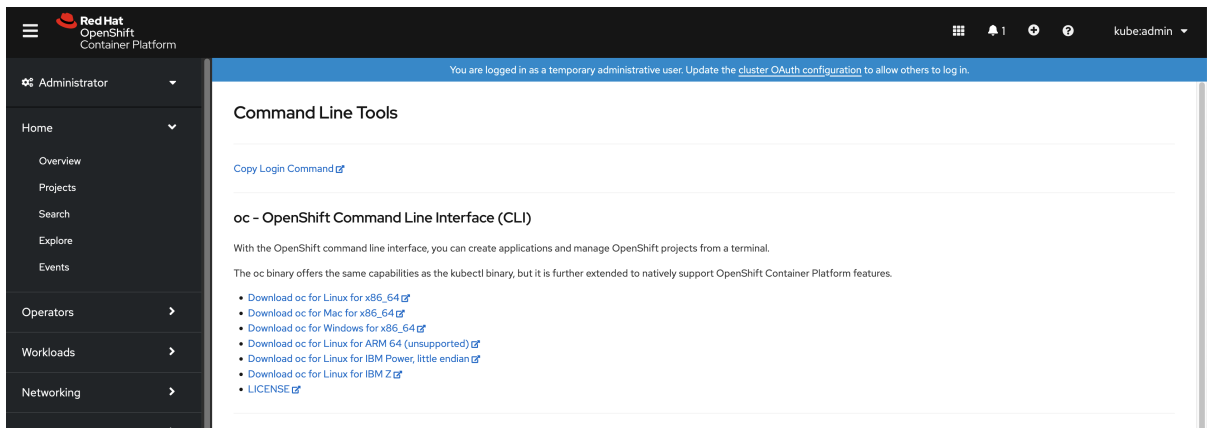 Red Hat
OpenShift
Container Platform
1
kube:admin
Administrator
You are logged in as a temporary administrative user. Update the cluster OAuth configuration to allow others to log in.
Home
Overview
Projects
Search
Explore
Events
Operators
Workloads
Networking
Command Line Tools
Copy Login Command
oc - OpenShift Command Line Interface (CLI)
With the OpenShift command line interface, you can create applications and manage OpenShift projects from a terminal.
The oc binary offers the same capabilities as the kubectl binary, but it is further extended to natively support OpenShift Container Platform features.
Download oc for Linux for x86_64
Download oc for Mac for x86_64
Download oc for Windows for x86_64
Download oc for Linux for ARM 64 (unsupported)
Download oc for Linux for IBM Power, little endian
Download oc for Linux for IBM Z
LICENSE